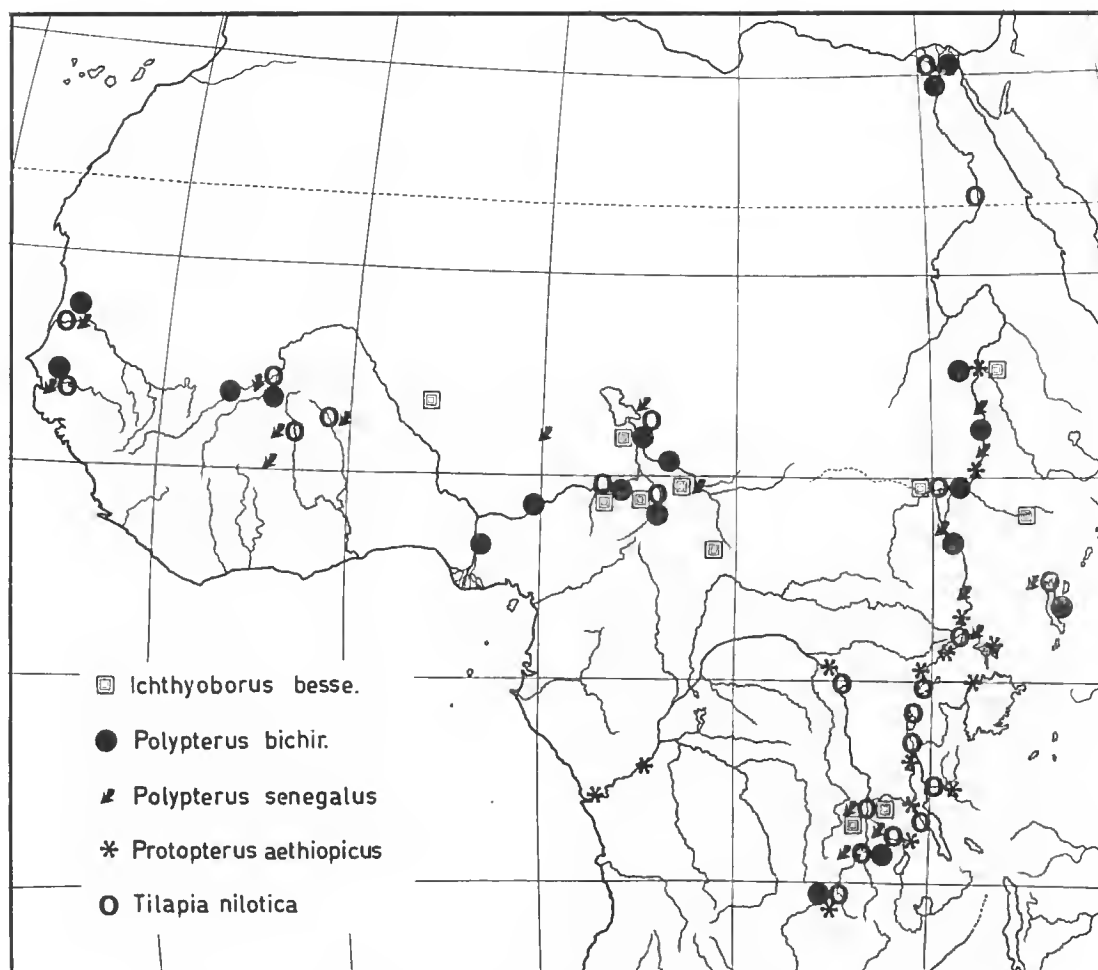 Ichthyoborus besse.
Polypterus bichir.
Polypterus senegalus
Protopterus aethiopicus
Tilapia nilotica